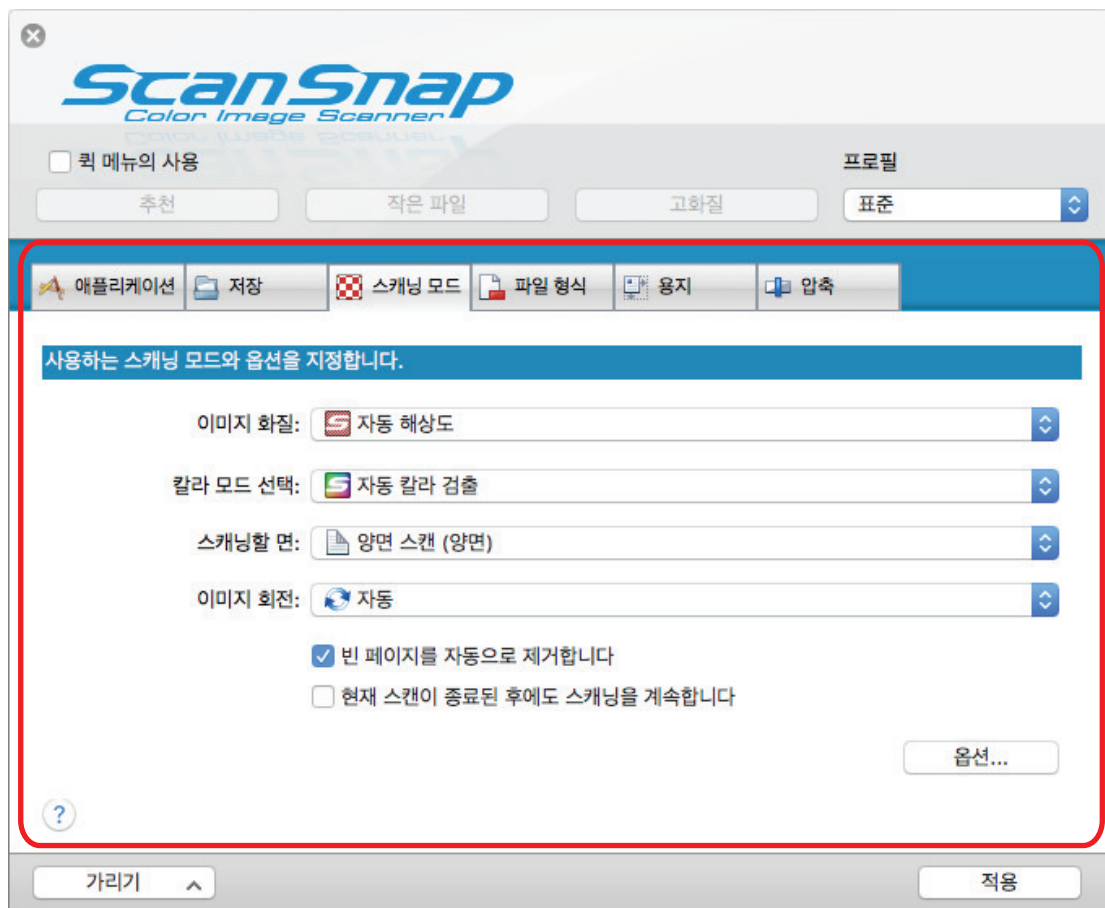 ScanSnap
Color Image Scanner
퀵 메뉴의 사용
프로필
추천 작은 파일 고화질 표준
애플리케이션 저장 스캐닝 모드 파일 형식 용지 압축
사용하는 스캐닝 모드와 옵션을 지정합니다.
이미지 화질: 자동 해상도
칼라 모드 선택: 자동 칼라 검출
스캐닝할 면: 양면 스캔 (양면)
이미지 회전: 자동
빈 페이지를 자동으로 제거합니다
현재 스캔이 종료된 후에도 스캐닝을 계속합니다
옵션...
?
가리기 적용